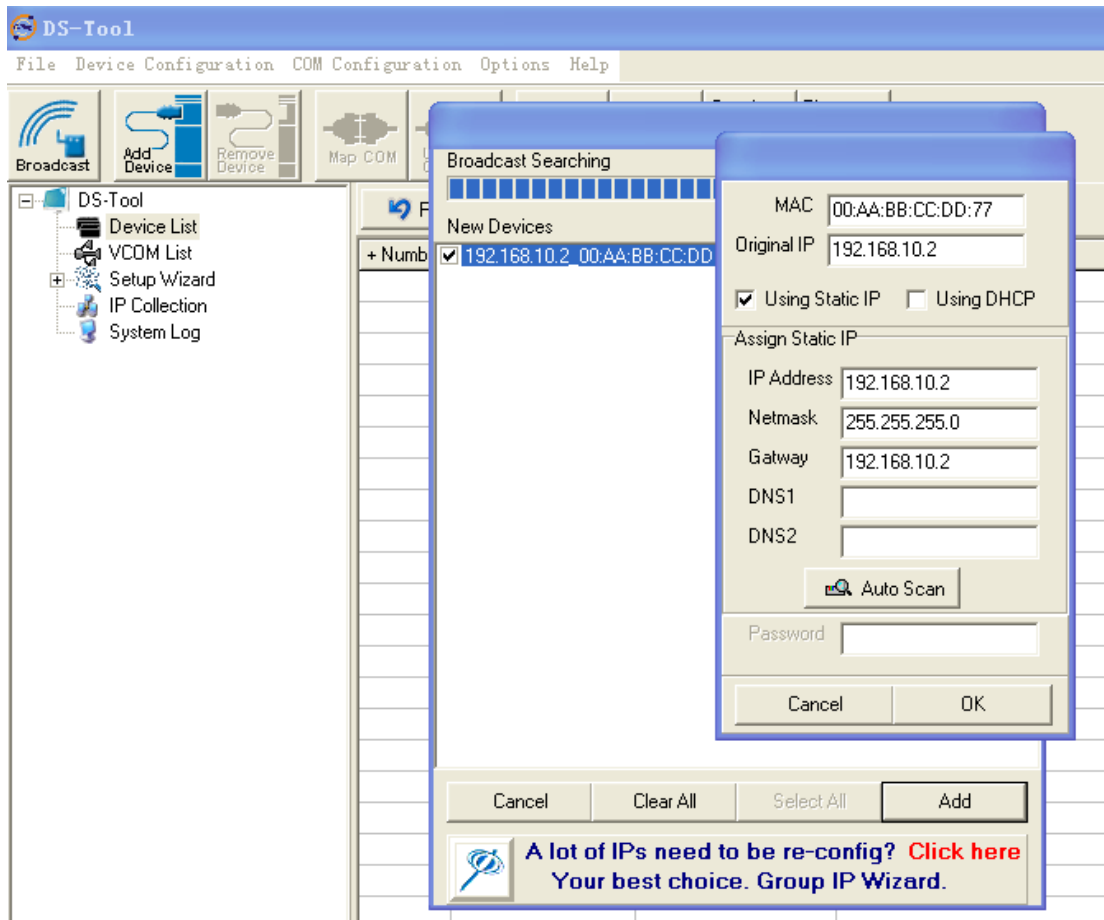 DS-Tool
File Device Configuration COM Configuration Options Help
Broadcast
Add Device
Remove Device
Map COM
DS-Tool
Device List
VCOM List
Setup Wizard
IP Collection
System Log
+ Numb
Broadcast Searching
New Devices
192.168.10.2_00:AA:BB:CC:DD
MAC 00:AA:BB:CC:DD:77
Original IP 192.168.10.2
Using Static IP Using DHCP
Assign Static IP
IP Address 192.168.10.2
Netmask 255.255.255.0
Gatway 192.168.10.2
DNS1
DNS2
Auto Scan
Password
Cancel OK
Cancel Clear All Select All Add
A lot of IPs need to be re-config? Click here
Your best choice. Group IP Wizard.